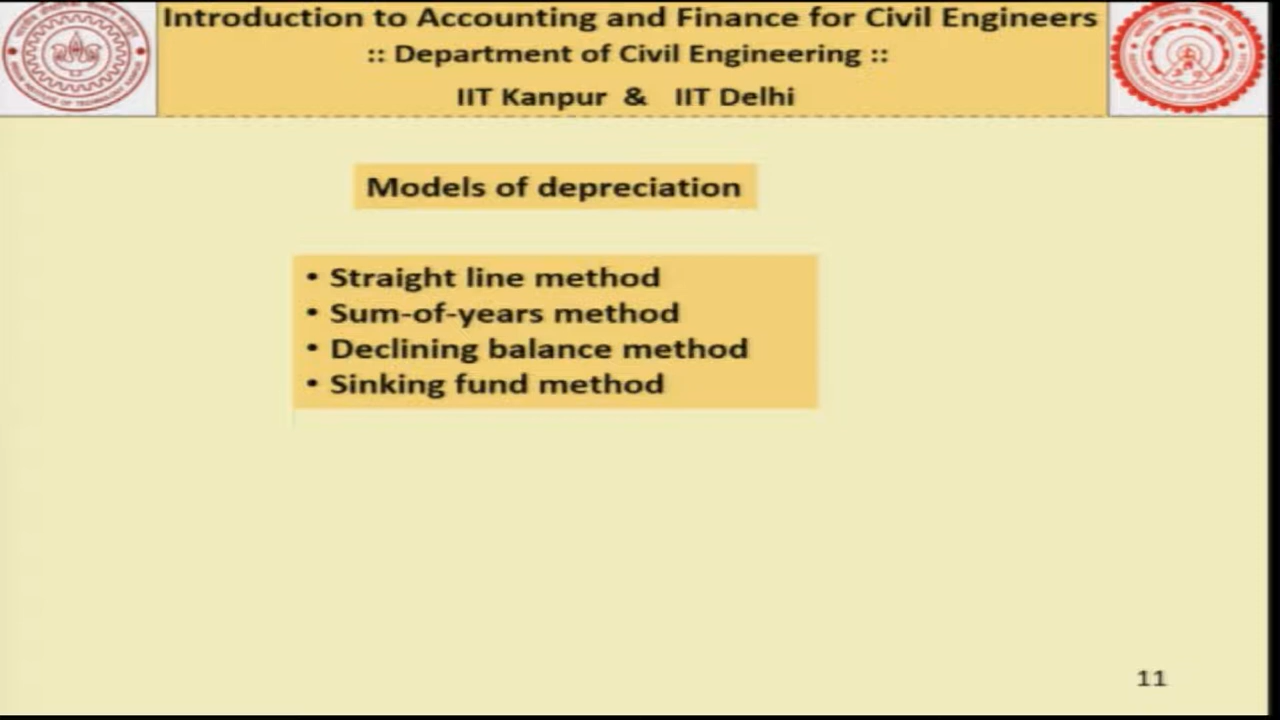 Introduction to Accounting and Finance for Civil Engineers
:: Department of Civil Engineering ::
IIT Kanpur & IIT Delhi
Models of depreciation
• Straight line method
• Sum-of-years method
• Declining balance method
• Sinking fund method
11